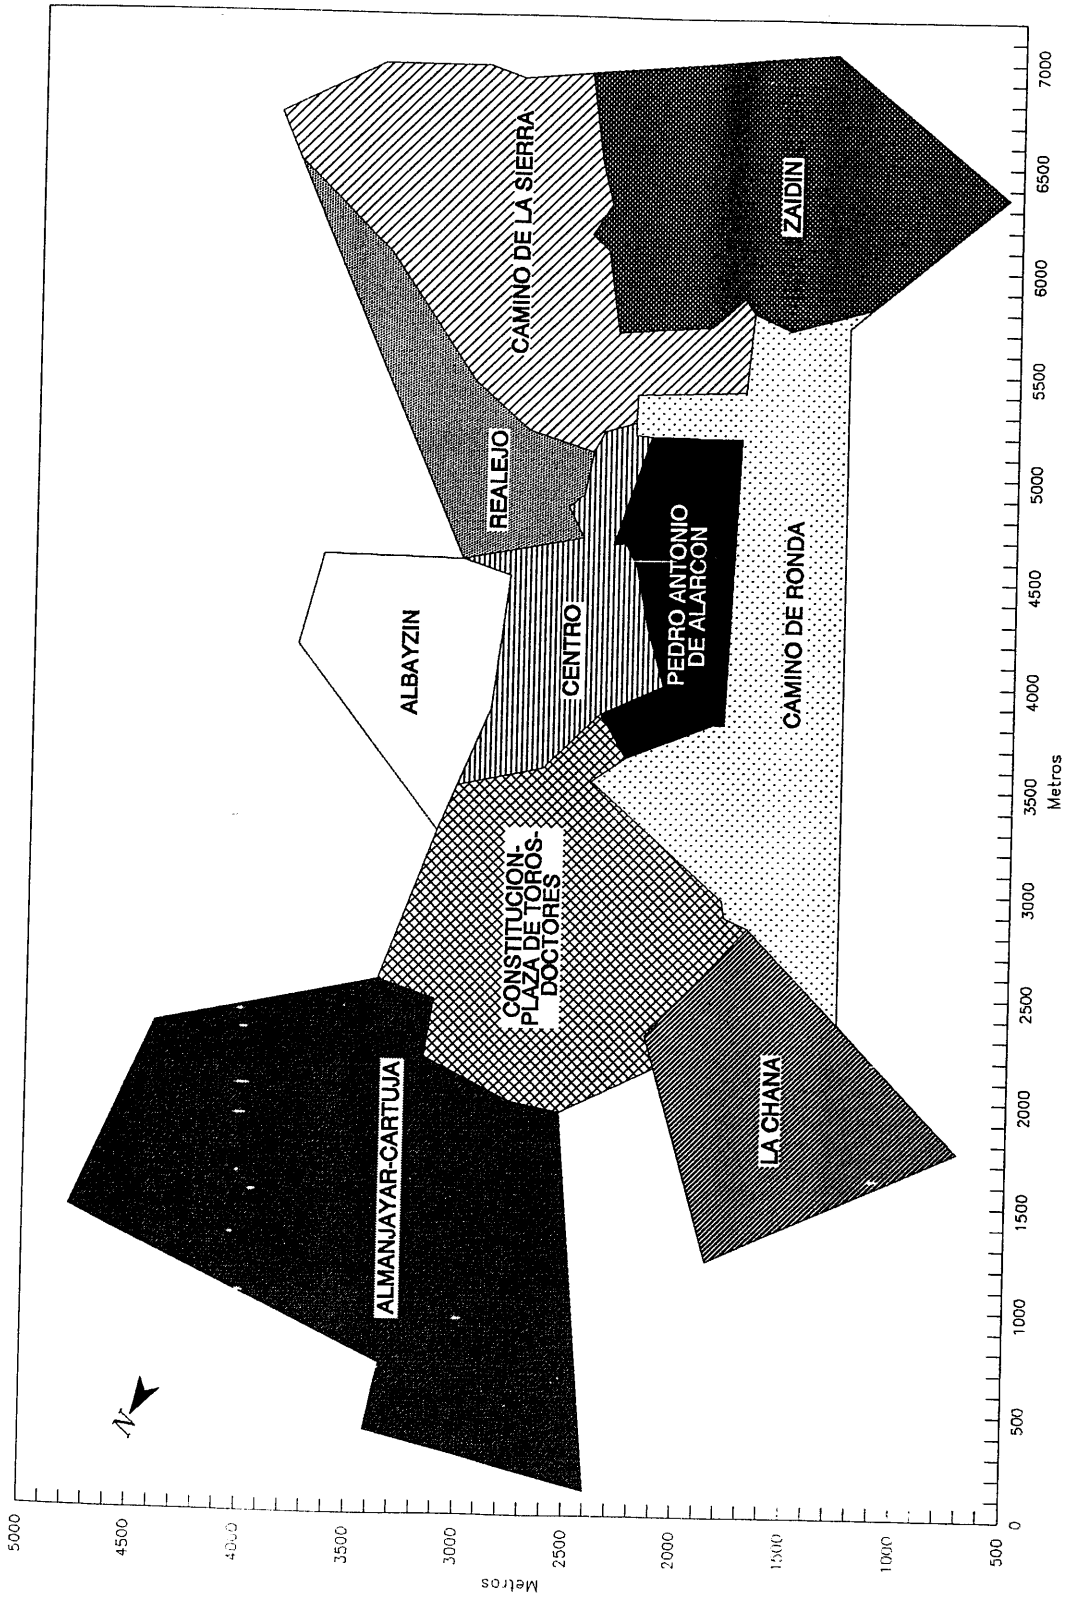 N
ALMANJAYAR-CARTUJA
ALBAYZIN
REALEJO
CAMINO DE LA SIERRA
CONSTITUCION-
PLAZA DE TOROS-
DOCTORES
CENTRO
PEDRO ANTONIO
DE ALARCON
LA CHANA
CAMINO DE RONDA
ZAIDIN
5000
4500
4000
3500
3000
2500
2000
1500
1000
500
Metros
0
500
1000
1500
2000
2500
3000
3500
4000
4500
5000
5500
6000
6500
7000
Metros